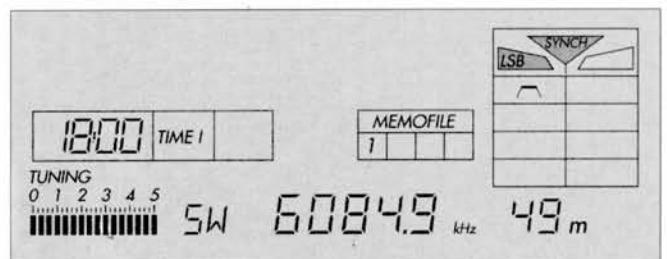 SYNCH
LSB
18:00 TIME I
MEMOFILE
1
TUNING
0 1 2 3 4 5
SW 6084.9 kHz 49 m